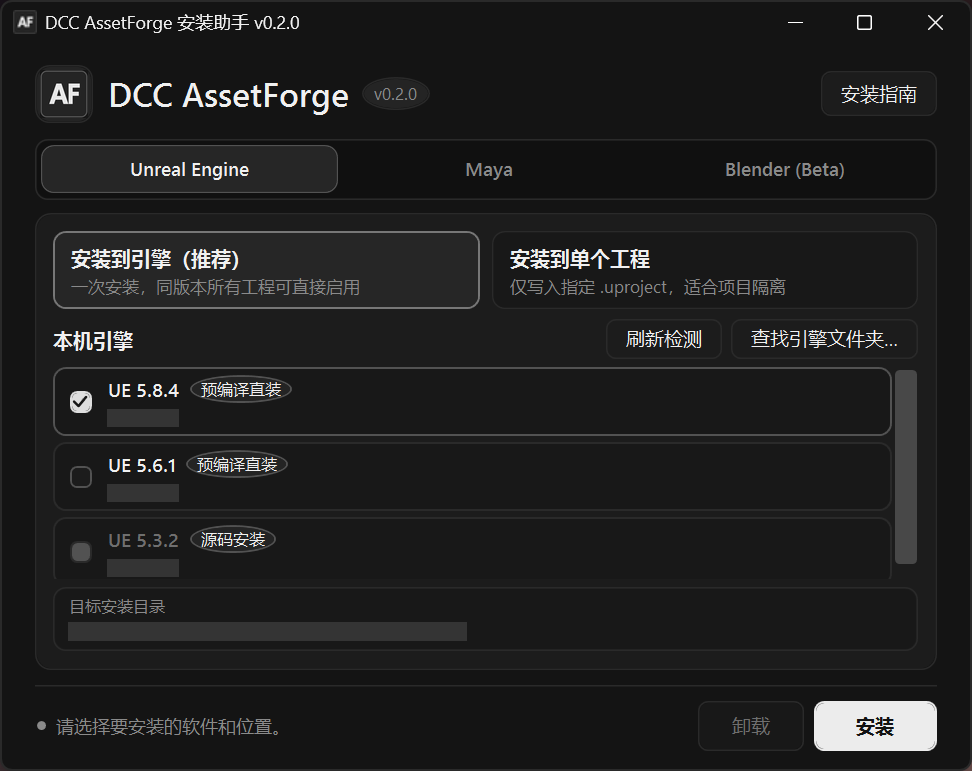 AF DCC AssetForge 安装助手 v0.2.0
AF DCC AssetForge v0.2.0 安装指南
Unreal Engine Maya Blender (Beta)
安装到引擎（推荐） 安装到单个工程
一次安装，同版本所有工程可直接启用 仅写入指定 .uproject，适合项目隔离
本机引擎 刷新检测 查找引擎文件夹...
UE 5.8.4 预编译直装
UE 5.6.1 预编译直装
UE 5.3.2 源码安装
目标安装目录
请选择要安装的软件和位置。 卸载 安装